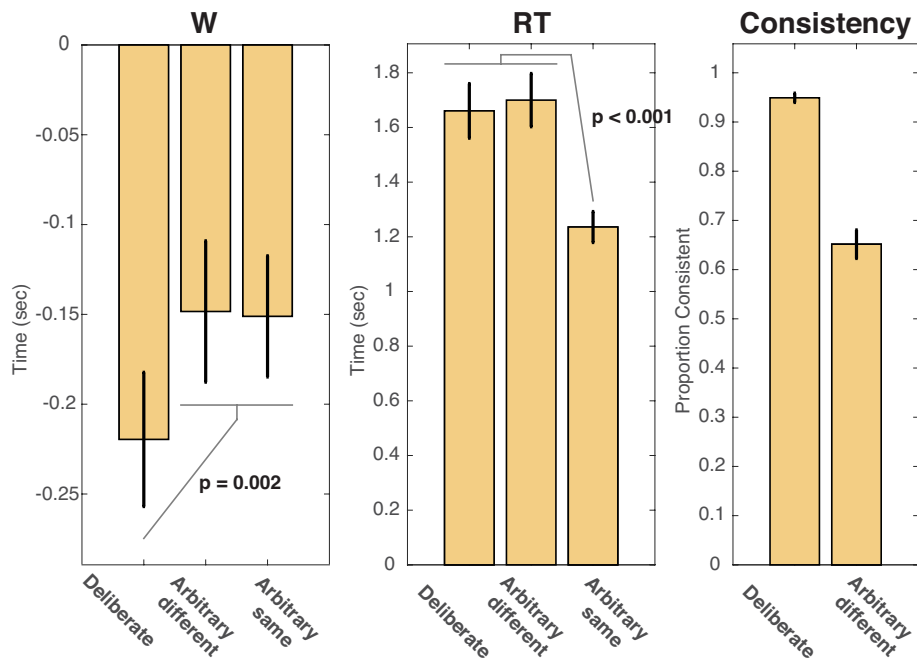 W
0
-0.05
-0.1
-0.15
-0.2
-0.25
Time (sec)
p = 0.002
Deliberate
Arbitrary
different
Arbitrary
same
RT
1.8
1.6
1.4
1.2
1
0.8
0.6
0.4
0.2
0
Time (sec)
p < 0.001
Deliberate
Arbitrary
different
Arbitrary
same
Consistency
1
0.9
0.8
0.7
0.6
0.5
0.4
0.3
0.2
0.1
0
Proportion Consistent
Deliberate
Arbitrary
different